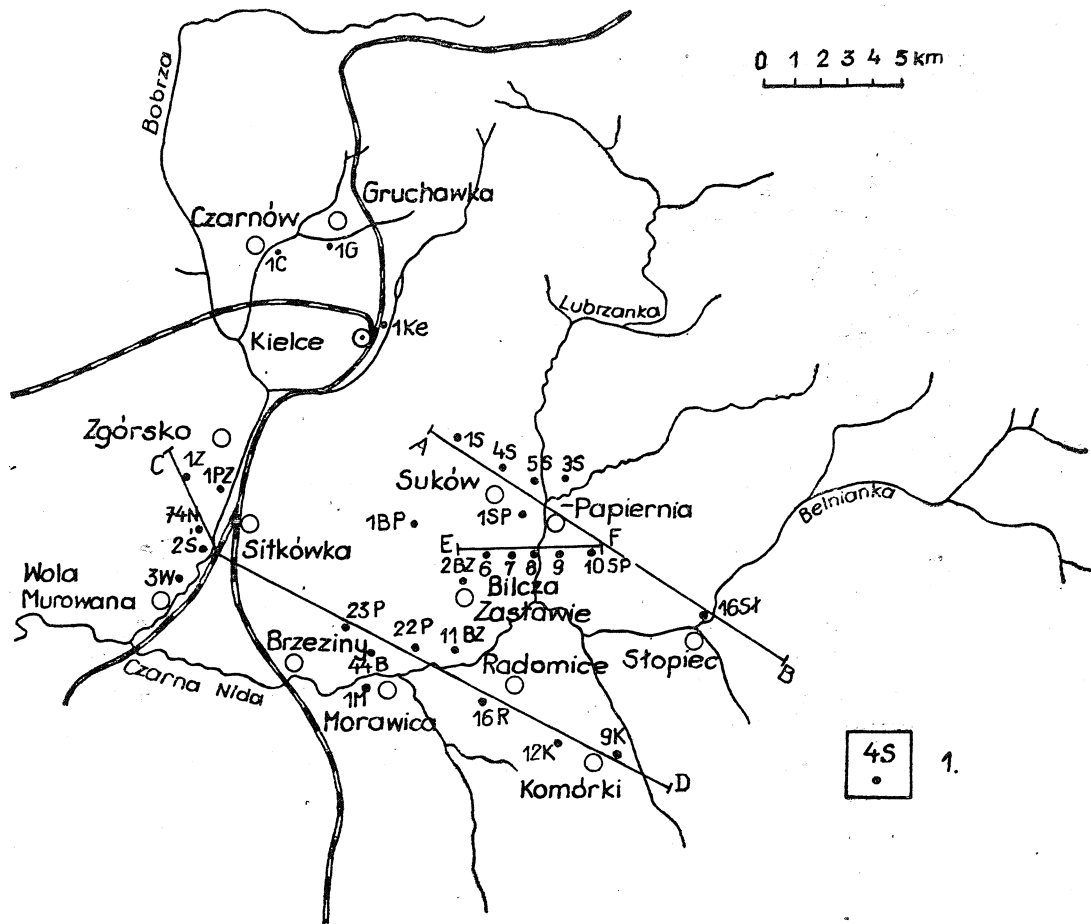 Bobrza
0 1 2 3 4 5 km
Gruchawka
Czarnów
1C
1G
Lubrzanka
1Ke
Kielce
Zgórsko
A
1S
C
1Z
4S
5S
3S
1PZ
Suków
Belnianka
1SP
-Papiernia
1BP
74N
Sitkówka
E
F
2Ś
2BZ
6
7
8
9
10
5P
Wola
Murowana
3W
Bilcza
Zastawie
16SŁ
23P
22P
11BZ
Brzeziny
44B
Radomice
Słopiec
B
Czarna Nida
1M
Morawica
16R
12K
9K
Komórki
D
4S
1.